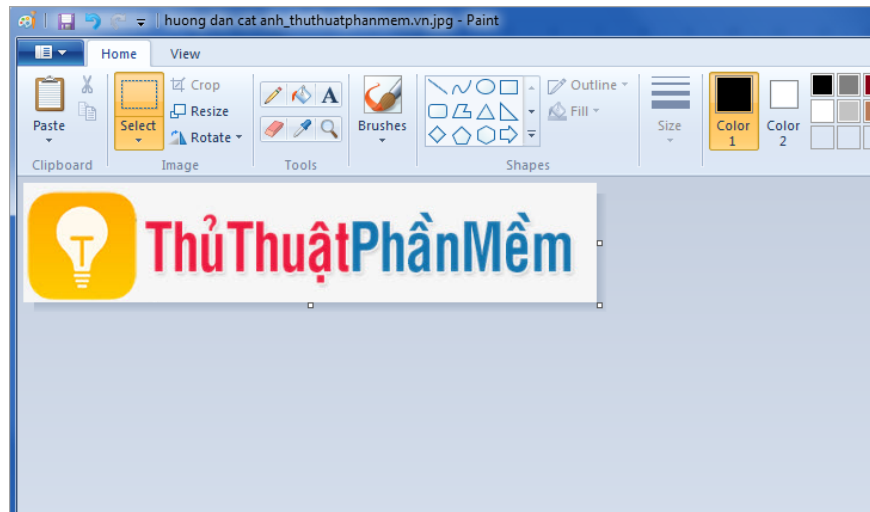 huong dan cat anh_thuthuatphanmem.vn.jpg - Paint
Home View
Paste
Clipboard
Select
Crop
Resize
Rotate
Image
A
Tools
Brushes
Outline
Fill
Shapes
Size
Color 1
Color 2
T
ThủThuậtPhầnMềm